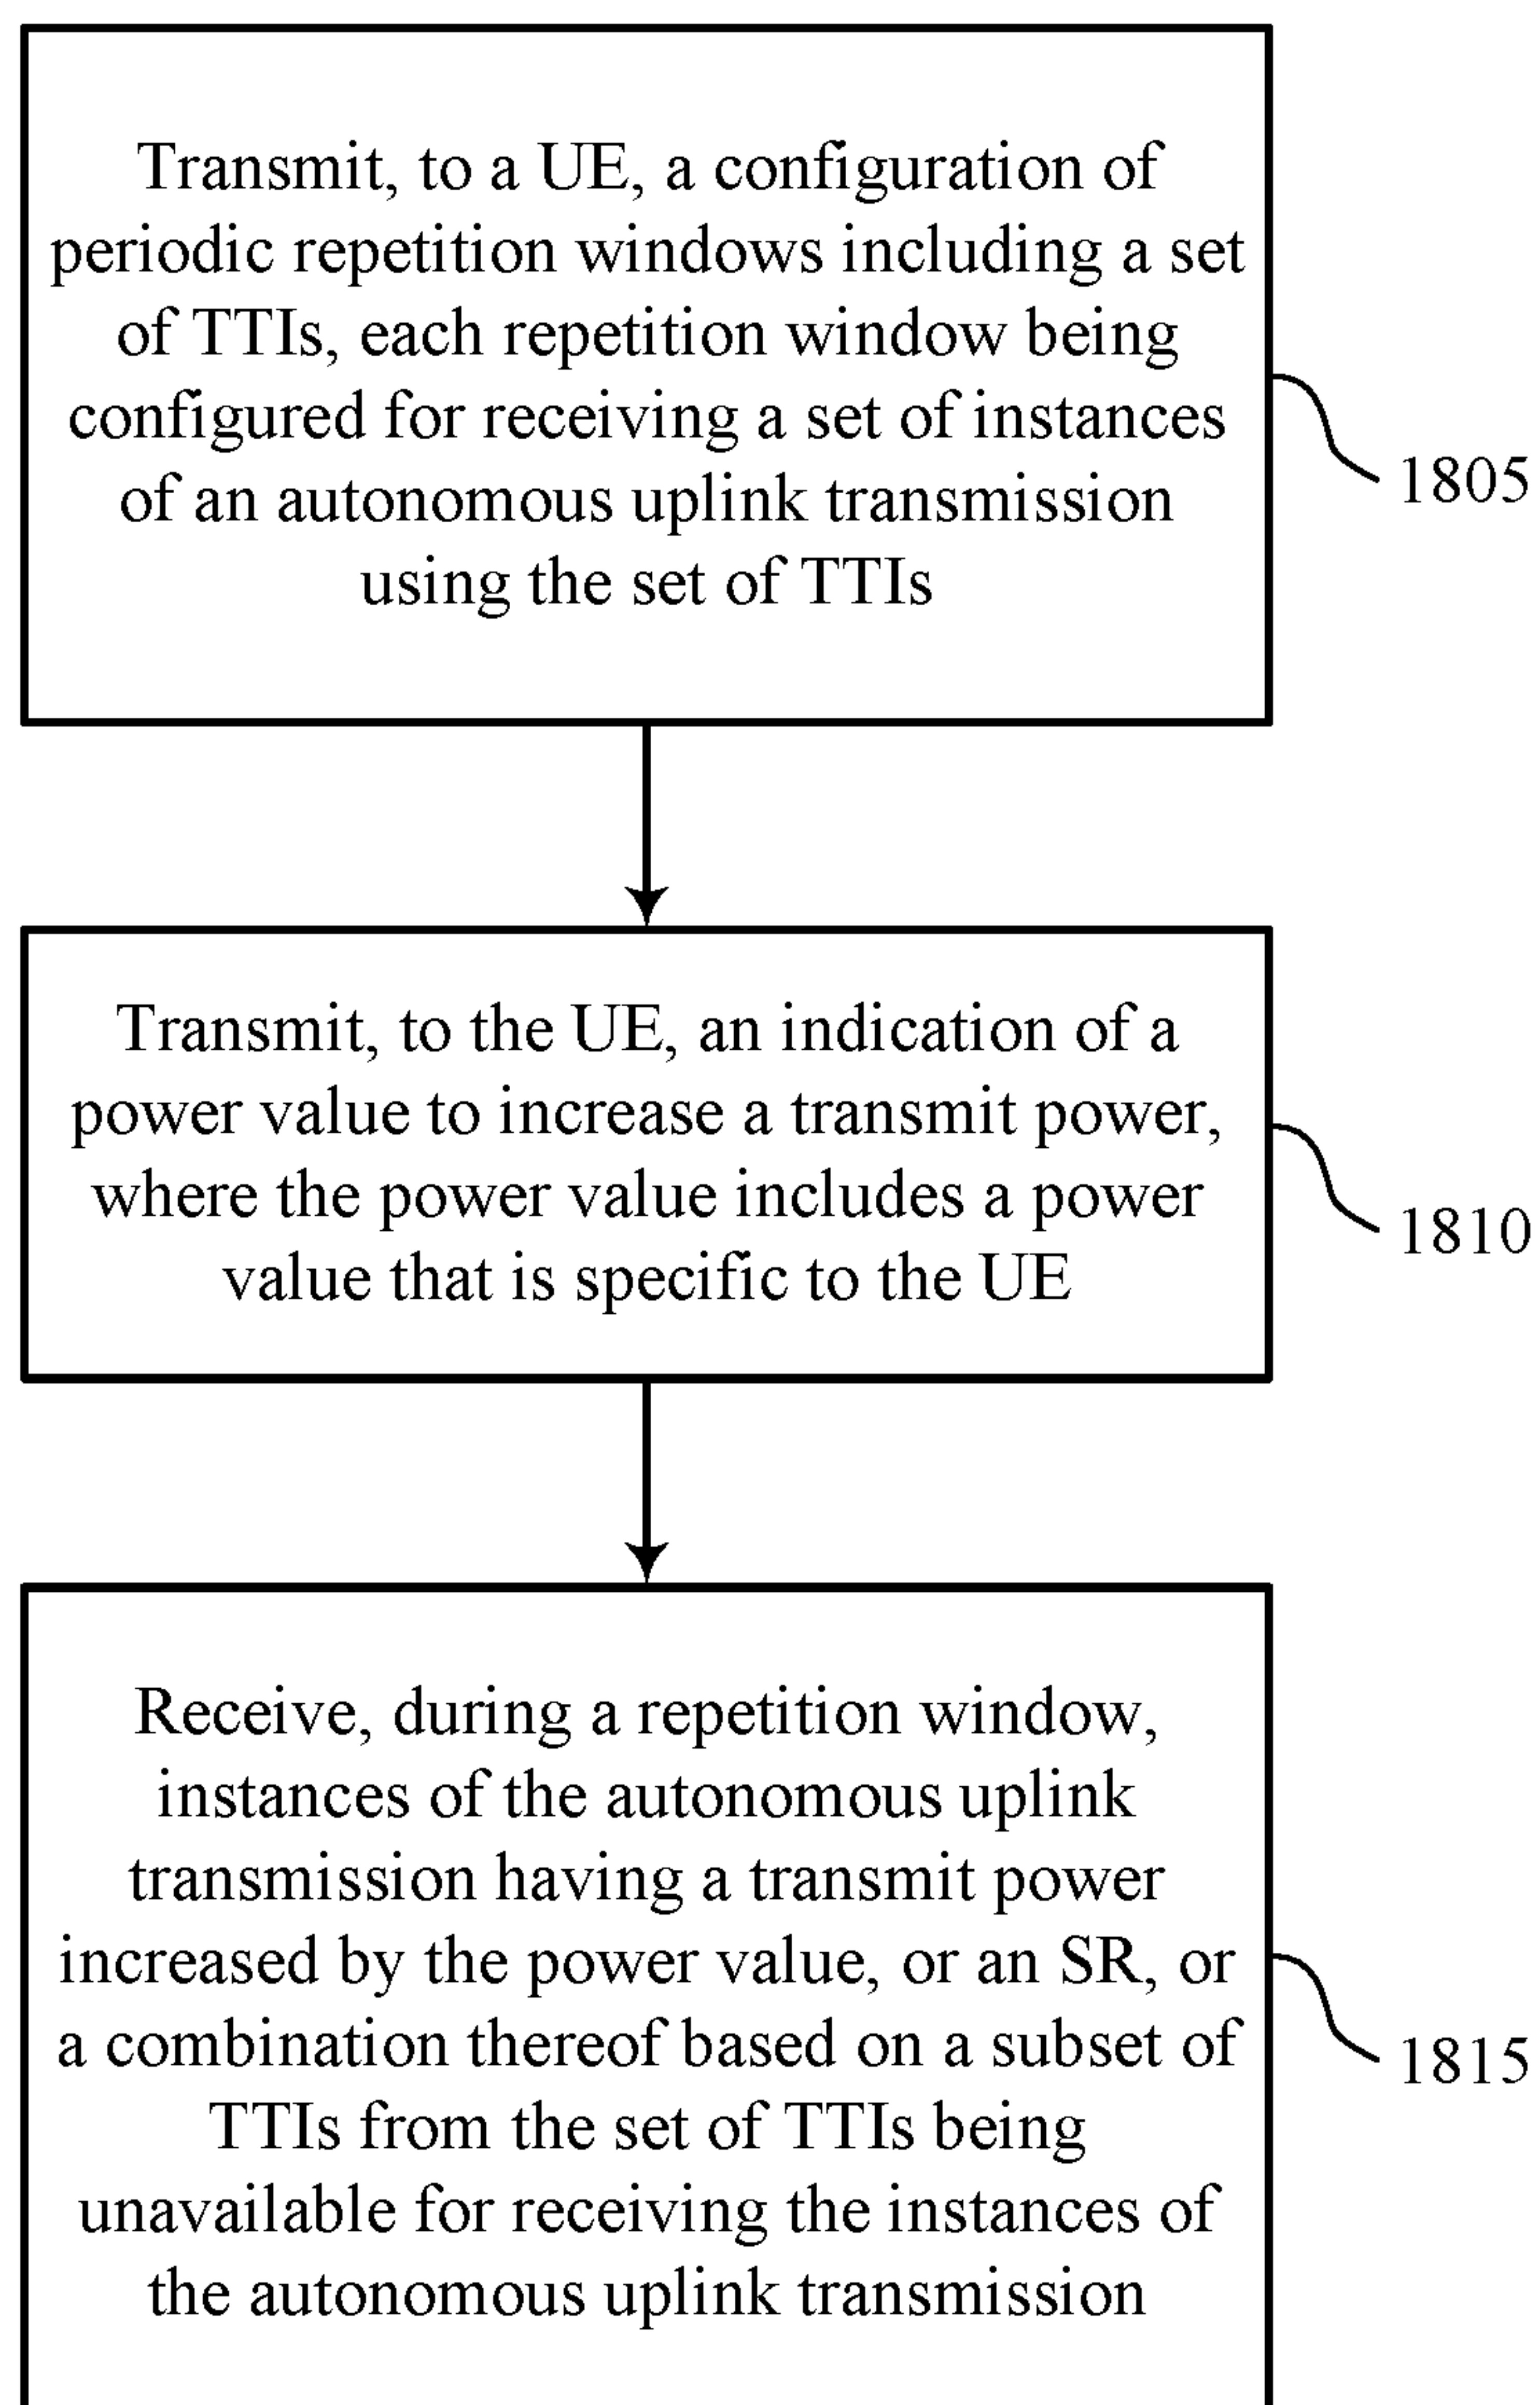 Transmit, to a UE, a configuration of
periodic repetition windows including a set
of TTIs, each repetition window being
configured for receiving a set of instances
of an autonomous uplink transmission
using the set of TTIs
1805
Transmit, to the UE, an indication of a
power value to increase a transmit power,
where the power value includes a power
value that is specific to the UE
1810
Receive, during a repetition window,
instances of the autonomous uplink
transmission having a transmit power
increased by the power value, or an SR, or
a combination thereof based on a subset of
TTIs from the set of TTIs being
unavailable for receiving the instances of
the autonomous uplink transmission
1815